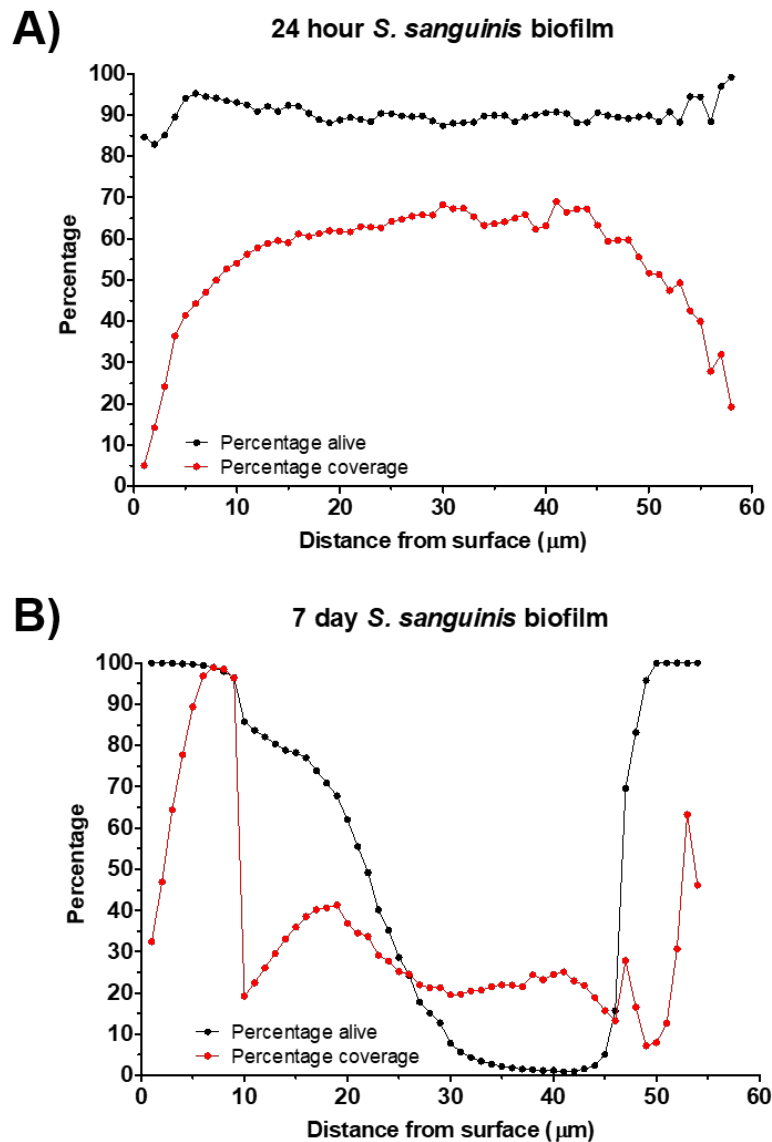 A)
24 hour S. sanguinis biofilm
100
90
80
70
60
50
40
30
20
10
0
Percentage
Percentage alive
Percentage coverage
0 10 20 30 40 50 60
Distance from surface (μm)
B)
7 day S. sanguinis biofilm
100
90
80
70
60
50
40
30
20
10
0
Percentage
Percentage alive
Percentage coverage
0 10 20 30 40 50 60
Distance from surface (μm)